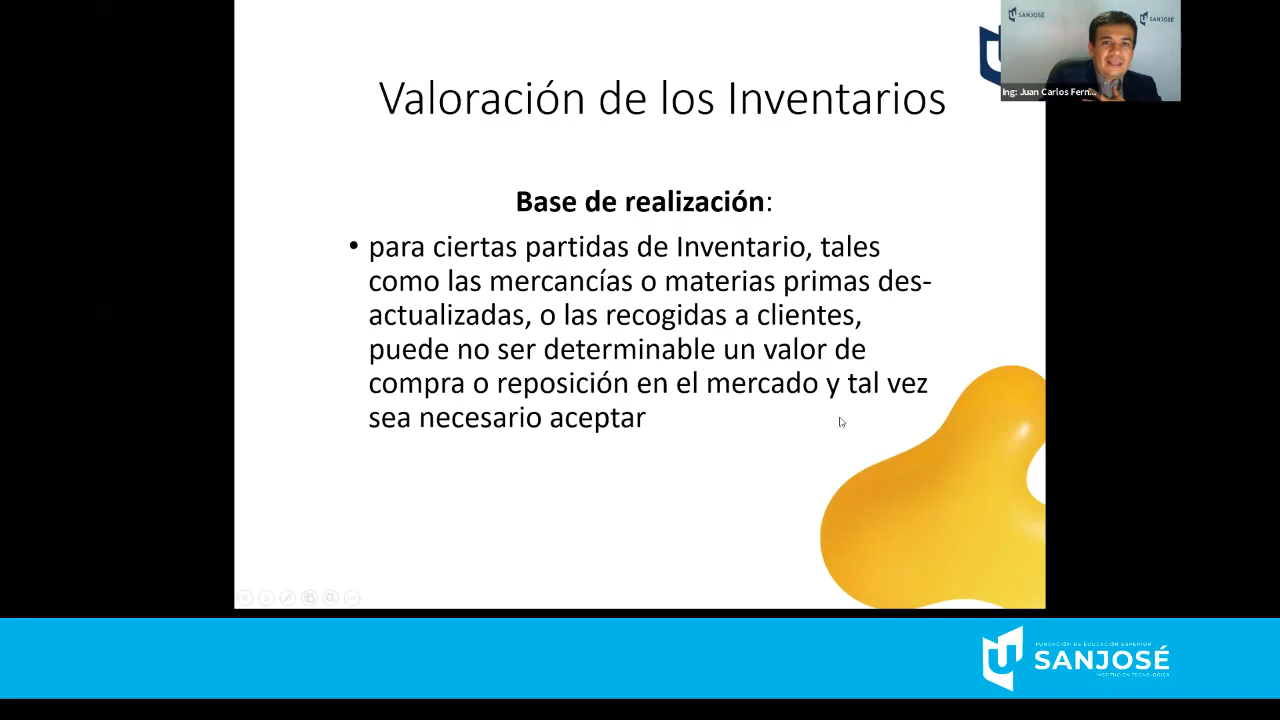 SANJOSÉ
SANJOSÉ
Ing: Juan Carlos Fern...
Valoración de los Inventarios
Base de realización:
• para ciertas partidas de Inventario, tales
como las mercancías o materias primas des-
actualizadas, o las recogidas a clientes,
puede no ser determinable un valor de
compra o reposición en el mercado y tal vez
sea necesario aceptar
FUNDACIÓN DE EDUCACIÓN SUPERIOR
SANJOSÉ
INSTITUCIÓN TECNOLÓGICA